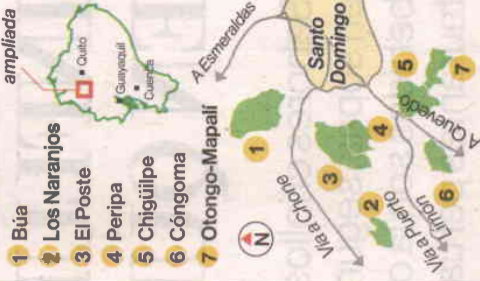 ampliada
1 Búa
2 Los Naranjos
3 El Poste
4 Peripa
5 Chigüilpe
6 Cóngoma
7 Otongo-Mapalí
Quito
Guayaquil
Cuenca
N
A Esmeraldas
Santo
Domingo
Vía a Chone
Vía a Puerto
Limón
A Quevedo
1
2
3
4
5
6
7